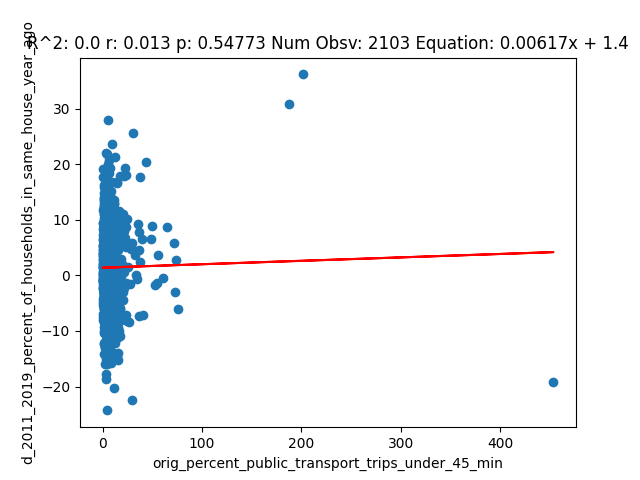 R^2: 0.0 r: 0.013 p: 0.54773 Num Obsv: 2103 Equation: 0.00617x + 1.4
d_2011_2019_percent_of_households_in_same_house_year_ago
30
20
10
0
−10
−20
0 100 200 300 400
orig_percent_public_transport_trips_under_45_min